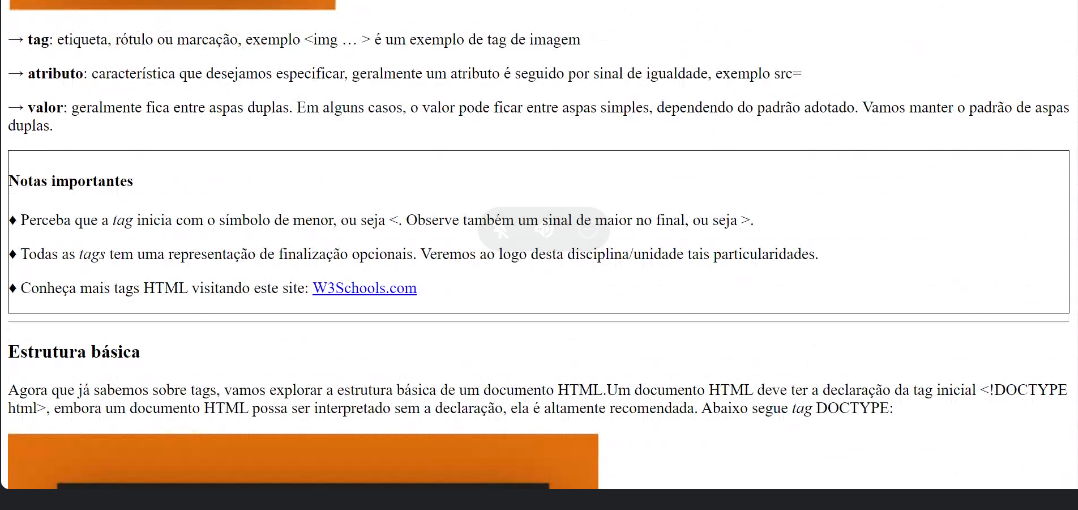 → tag: etiqueta, rótulo ou marcação, exemplo <img … > é um exemplo de tag de imagem
→ atributo: característica que desejamos especificar, geralmente um atributo é seguido por sinal de igualdade, exemplo src=
→ valor: geralmente fica entre aspas duplas. Em alguns casos, o valor pode ficar entre aspas simples, dependendo do padrão adotado. Vamos manter o padrão de aspas
duplas.
Notas importantes
♦ Perceba que a tag inicia com o símbolo de menor, ou seja <. Observe também um sinal de maior no final, ou seja >.
♦ Todas as tags tem uma representação de finalização opcionais. Veremos ao logo desta disciplina/unidade tais particularidades.
♦ Conheça mais tags HTML visitando este site: W3Schools.com
Estrutura básica
Agora que já sabemos sobre tags, vamos explorar a estrutura básica de um documento HTML.Um documento HTML deve ter a declaração da tag inicial <!DOCTYPE
html>, embora um documento HTML possa ser interpretado sem a declaração, ela é altamente recomendada. Abaixo segue tag DOCTYPE: